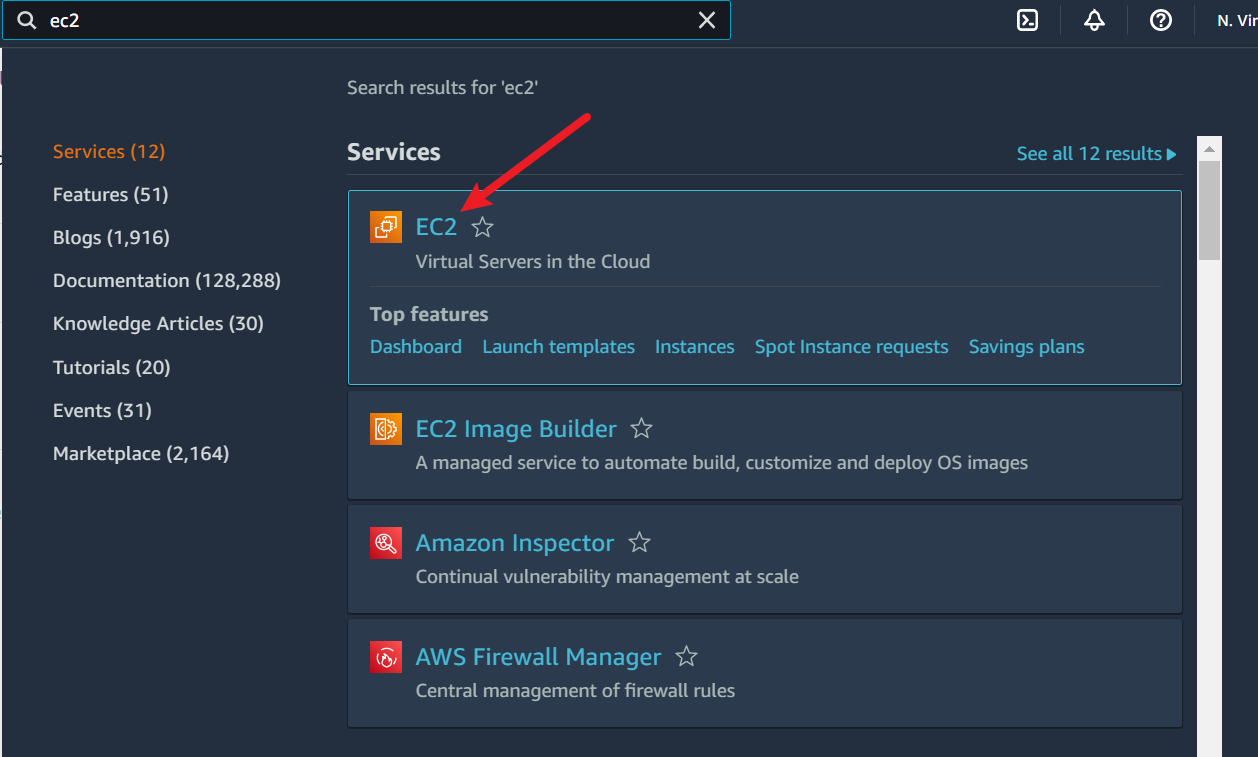 ec2
N. Vir
Search results for 'ec2'
Services (12)
Features (51)
Blogs (1,916)
Documentation (128,288)
Knowledge Articles (30)
Tutorials (20)
Events (31)
Marketplace (2,164)
Services
See all 12 results
EC2
Virtual Servers in the Cloud
Top features
Dashboard Launch templates Instances Spot Instance requests Savings plans
EC2 Image Builder
A managed service to automate build, customize and deploy OS images
Amazon Inspector
Continual vulnerability management at scale
AWS Firewall Manager
Central management of firewall rules